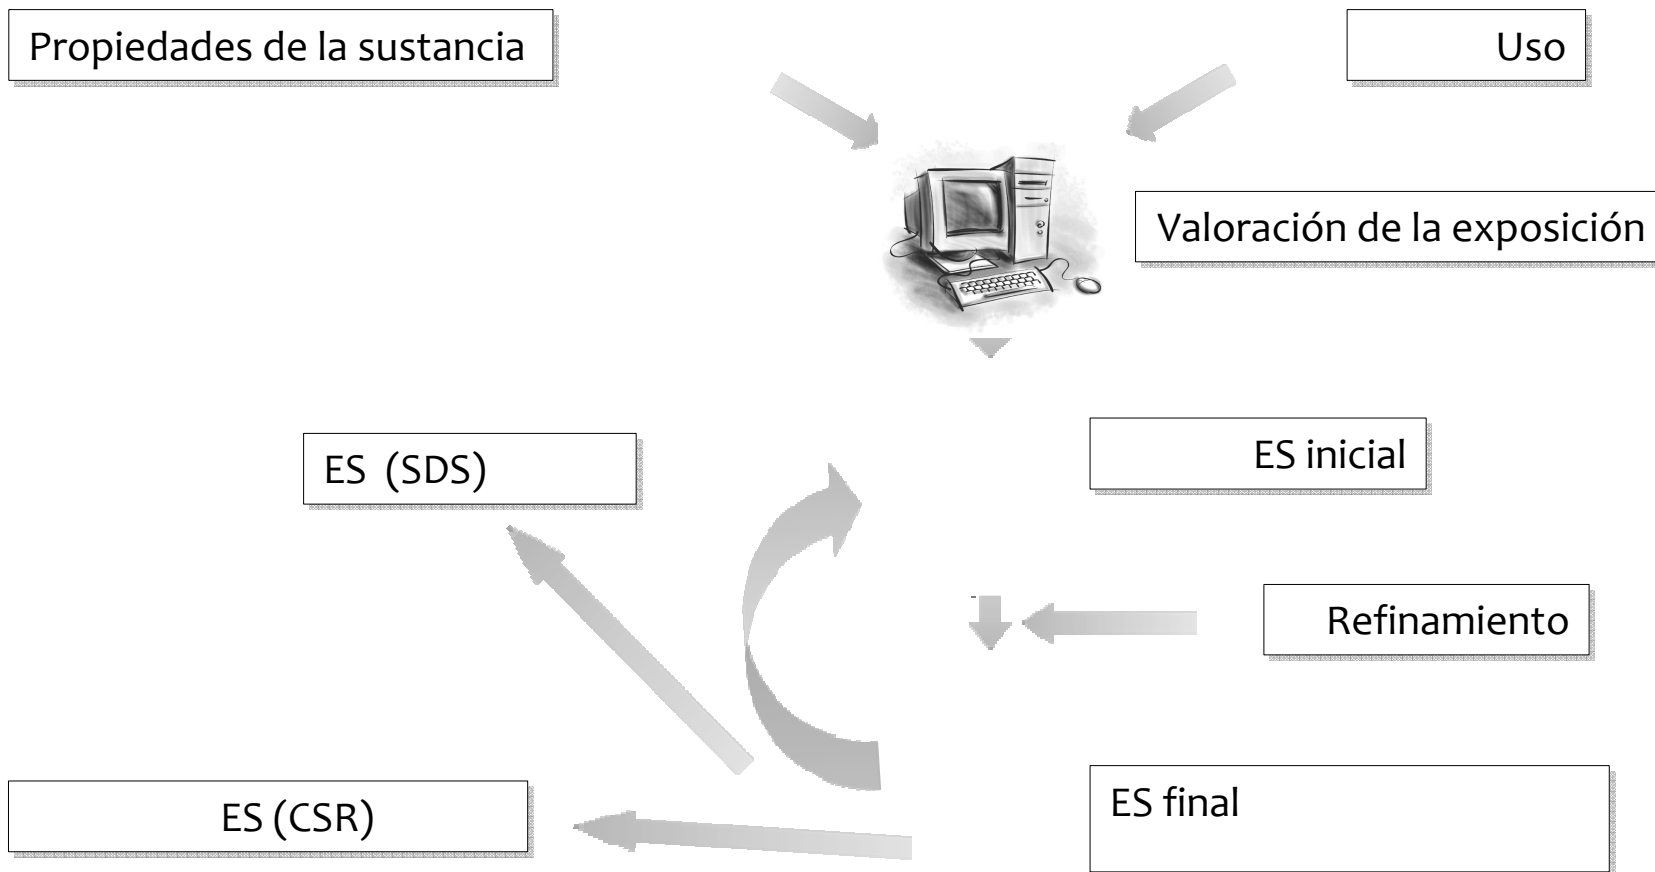 Propiedades de la sustancia
Uso
Valoración de la exposición
ES (SDS)
ES inicial
Refinamiento
ES (CSR)
ES final